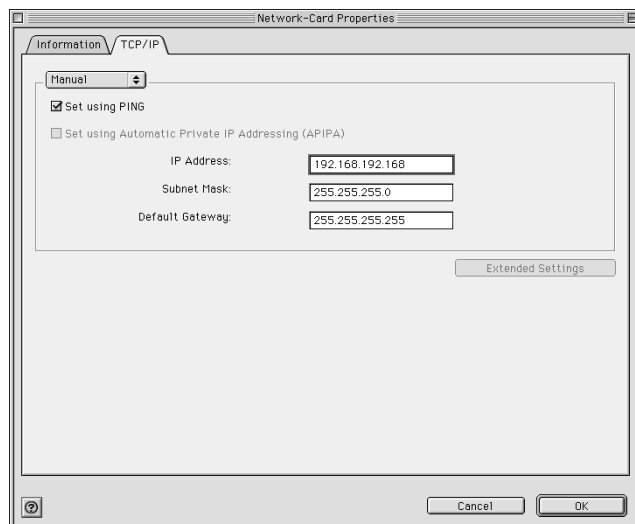 Network-Card Properties
Information
TCP/IP
Manual
Set using PING
Set using Automatic Private IP Addressing (APIPA)
IP Address: 192.168.192.168
Subnet Mask: 255.255.255.0
Default Gateway: 255.255.255.255
Extended Settings
?
Cancel
OK